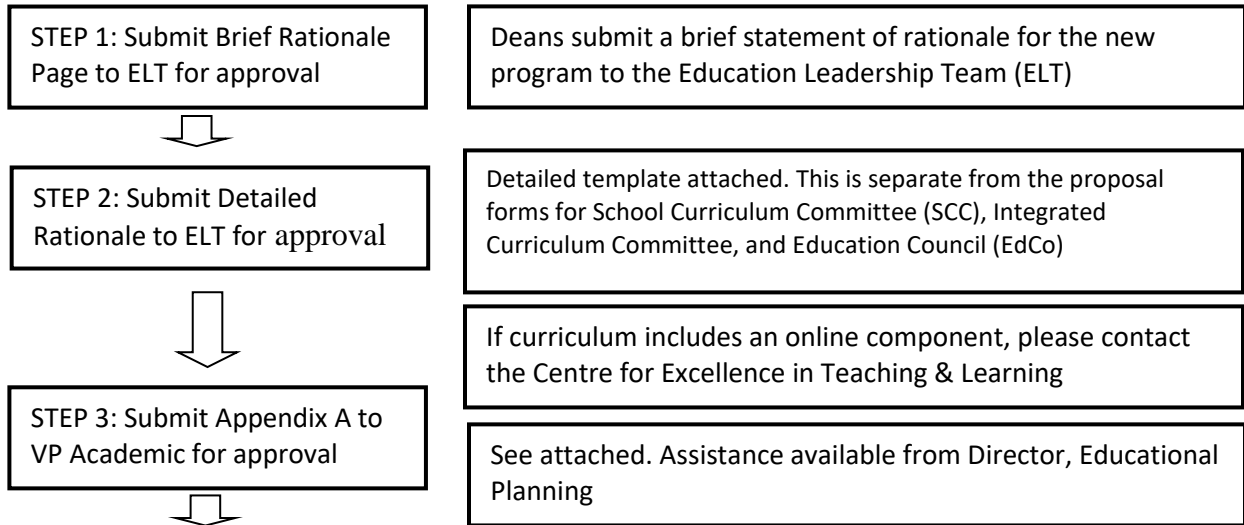 STEP 1: Submit Brief Rationale
Page to ELT for approval
Deans submit a brief statement of rationale for the new
program to the Education Leadership Team (ELT)
STEP 2: Submit Detailed
Rationale to ELT for approval
Detailed template attached. This is separate from the proposal
forms for School Curriculum Committee (SCC), Integrated
Curriculum Committee, and Education Council (EdCo)
If curriculum includes an online component, please contact
the Centre for Excellence in Teaching & Learning
STEP 3: Submit Appendix A to
VP Academic for approval
See attached. Assistance available from Director, Educational
Planning